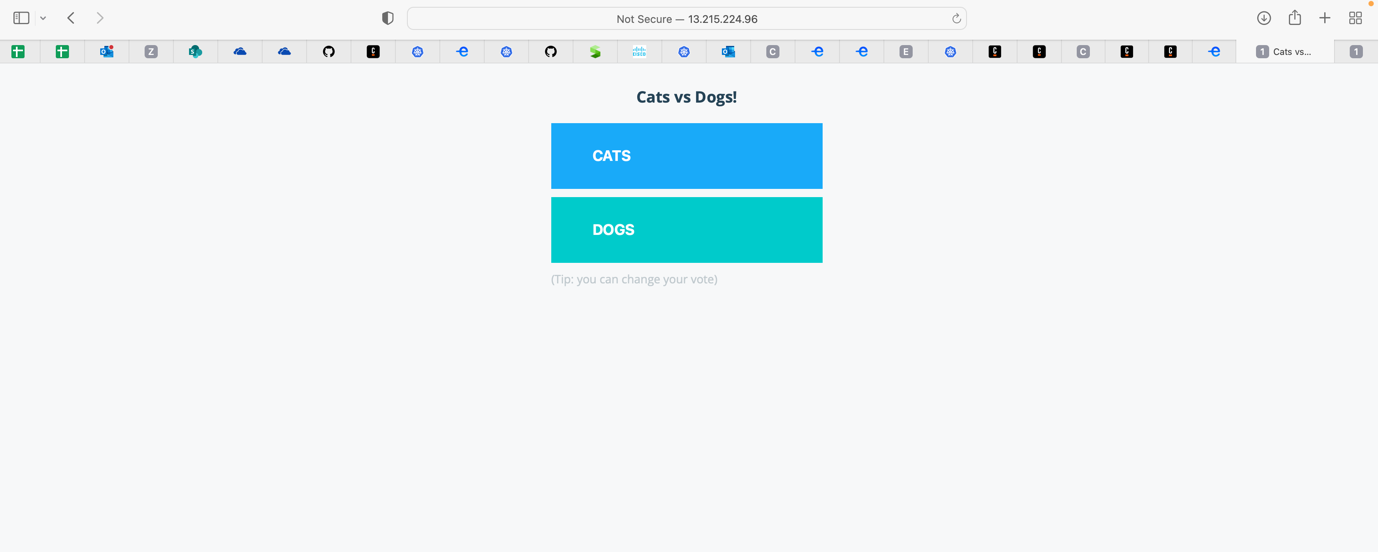 Not Secure — 13.215.224.96
Z
C
E
C
1 Cats vs...
1
Cats vs Dogs!
CATS
DOGS
(Tip: you can change your vote)